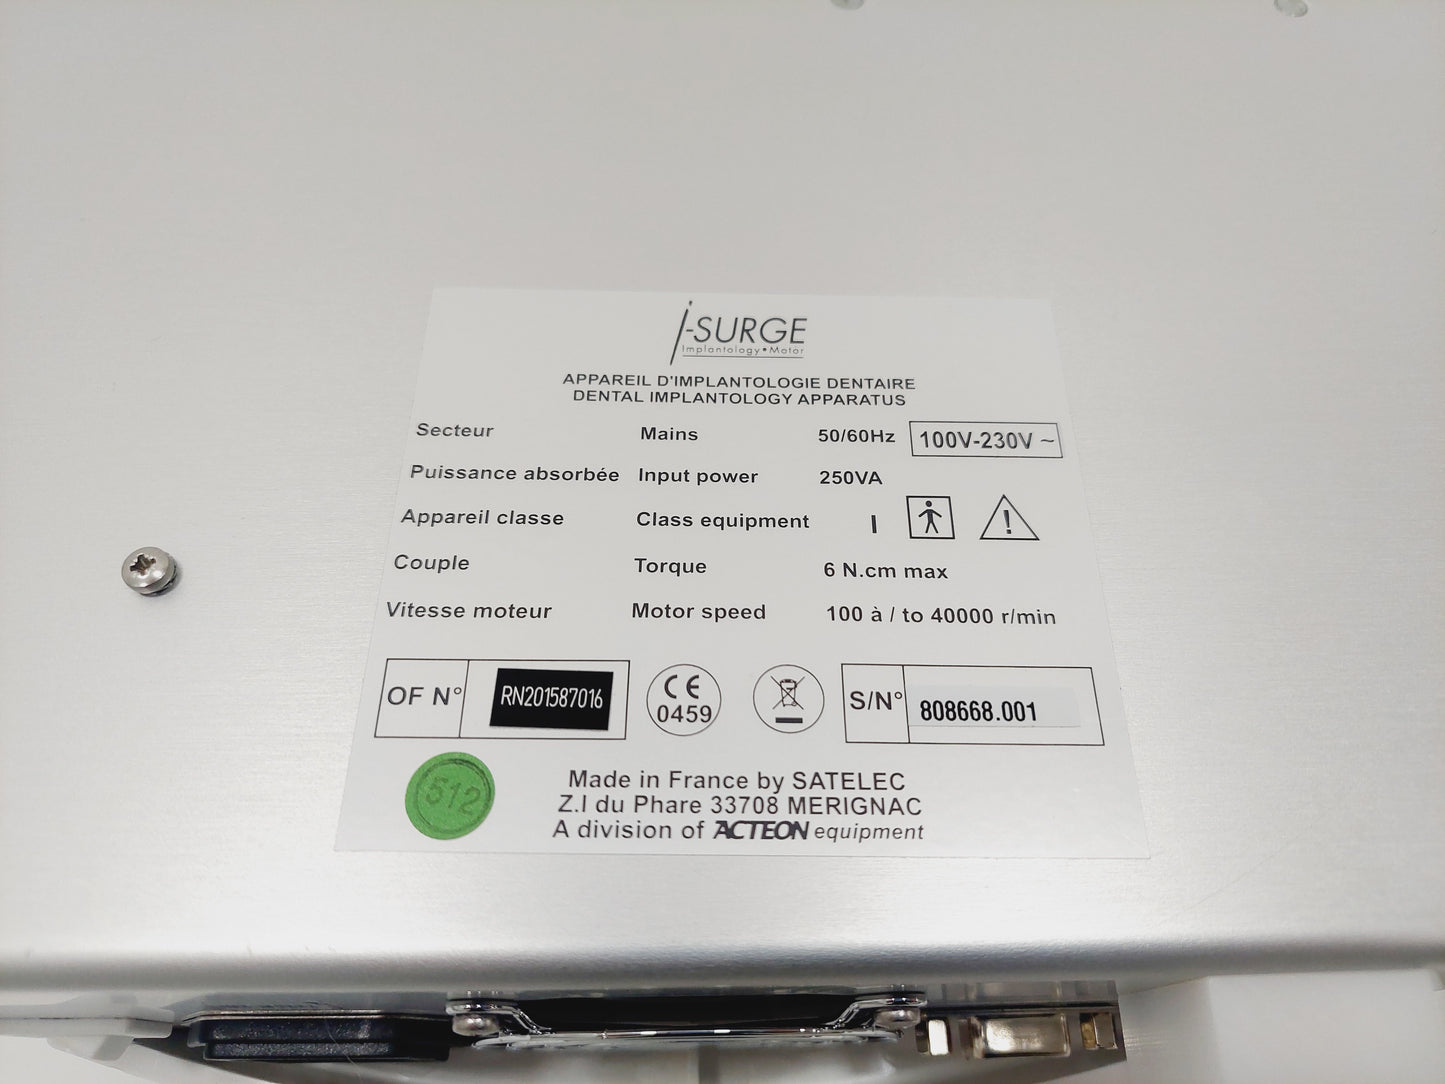 i-SURGE
Implantology•Motor
APPAREIL D'IMPLANTOLOGIE DENTAIRE
DENTAL IMPLANTOLOGY APPARATUS
Secteur Mains 50/60Hz 100V-230V ~
Puissance absorbée Input power 250VA
Appareil classe Class equipment I
Couple Torque 6 N.cm max
Vitesse moteur Motor speed 100 à / to 40000 r/min
OF N° RN201587016 CE 0459 S/N° 808668.001
512
Made in France by SATELEC
Z.I du Phare 33708 MERIGNAC
A division of ACTEON equipment